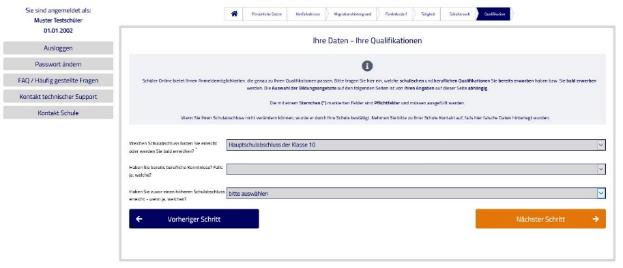 Sie sind angemeldet als:
Muster Testschüler
01.01.2002
Ausloggen
Passwort ändern
FAQ / Häufig gestellte Fragen
Kontakt technischer Support
Kontakt Schule
Persönliche Daten
Migrationshintergrund
Förderbedarf
Tätigkeit
Schulbesuch
Qualifikation
Ihre Daten - Ihre Qualifikationen
Schüler Online bietet Ihnen Anmeldemöglichkeiten, die genau zu Ihren Qualifikationen passen. Bitte tragen Sie hier ein, welche schulischen und beruflichen Qualifikationen Sie bereits erworben haben bzw. Sie bald erwerben
werden. Die Auswahl der Bildungsangebote auf den folgenden Seiten ist von Ihren Angaben auf dieser Seite abhängig.
Die mit einem Sternchen (*) markierten Felder sind Pflichtfelder und müssen ausgefüllt werden.
Wenn Sie Ihren Schulabschluss nicht verändern können, wurde er durch Ihre Schule bestätigt. Nehmen Sie bitte zu Ihrer Schule Kontakt auf, falls hier falsche Daten hinterlegt wurden.
Welchen Schulabschluss haben Sie erreicht
oder werden Sie bald erreichen? *
Hauptschulabschluss der Klasse 10
Haben Sie bereits berufliche Kenntnisse? Falls
ja: welche?
Haben Sie zuvor einen höheren Schulabschluss
erreicht - wenn ja, welchen?
bitte auswählen
Vorheriger Schritt
Nächster Schritt